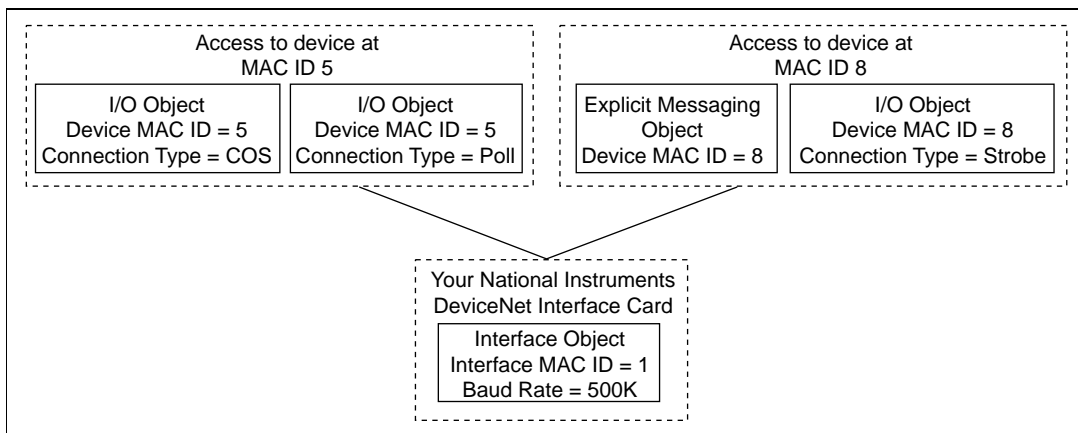 Access to device at
MAC ID 5
I/O Object
Device MAC ID = 5
Connection Type = COS
I/O Object
Device MAC ID = 5
Connection Type = Poll
Access to device at
MAC ID 8
Explicit Messaging
Object
Device MAC ID = 8
I/O Object
Device MAC ID = 8
Connection Type = Strobe
Your National Instruments
DeviceNet Interface Card
Interface Object
Interface MAC ID = 1
Baud Rate = 500K